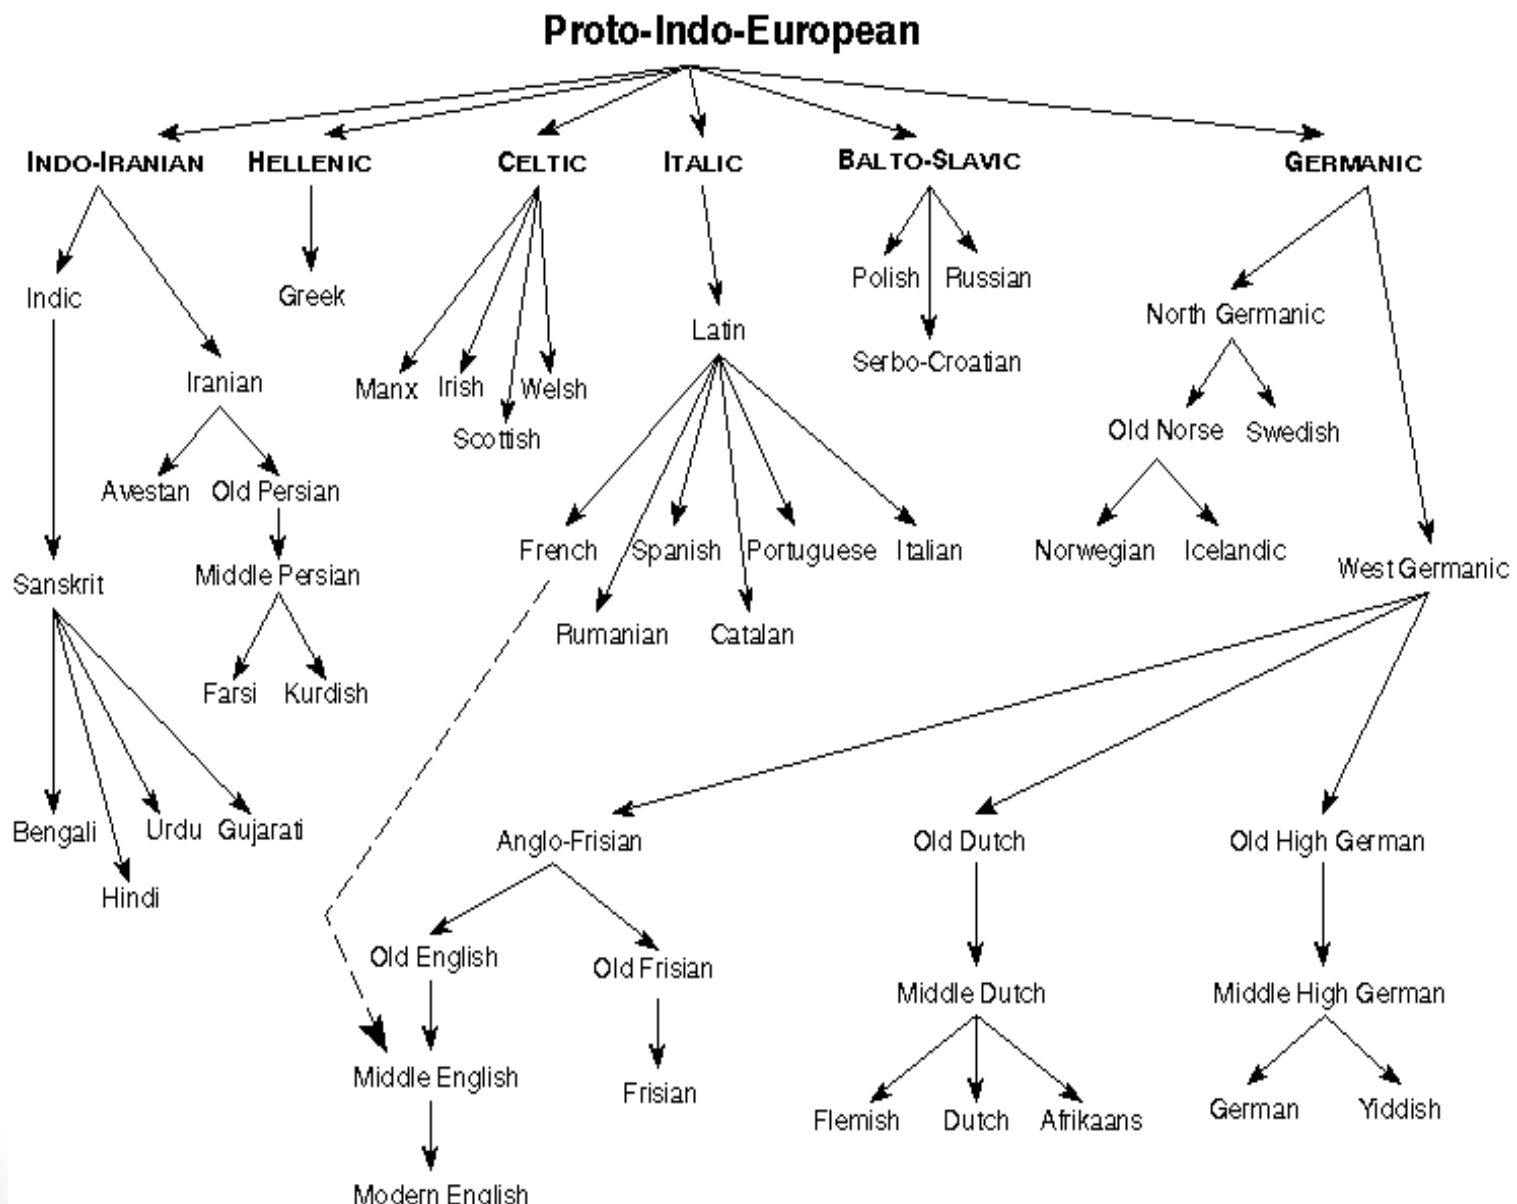 Proto-Indo-European
INDO-IRANIAN HELLENIC CELTIC ITALIC BALTO-SLAVIC GERMANIC
Polish Russian
Indic Greek
North Germanic
Latin
Serbo-Croatian
Iranian
Manx Irish Welsh
Scottish
Old Norse Swedish
Avestan Old Persian
French Spanish Portuguese Italian
Norwegian Icelandic
West Germanic
Sanskrit
Middle Persian
Rumanian Catalan
Farsi Kurdish
Bengali Urdu Gujarati
Anglo-Frisian Old Dutch Old High German
Hindi
Old English Old Frisian
Middle Dutch Middle High German
Middle English
Frisian
Flemish Dutch Afrikaans
German Yiddish
Modern English